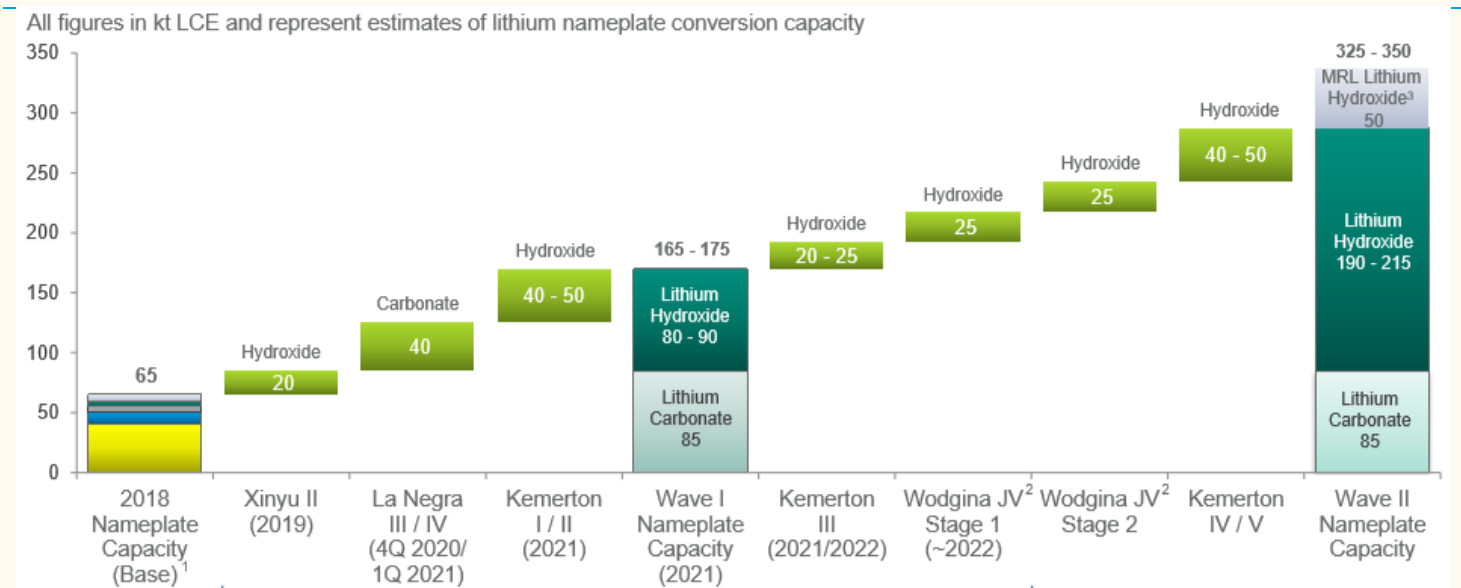 All figures in kt LCE and represent estimates of lithium nameplate conversion capacity
350
300
250
200
150
100
50
0
65
Hydroxide
20
Carbonate
40
Hydroxide
40 - 50
165 - 175
Lithium
Hydroxide
80 - 90
Lithium
Carbonate
85
Hydroxide
20 - 25
Hydroxide
25
Hydroxide
25
Hydroxide
40 - 50
325 - 350
MRL Lithium
Hydroxide³
50
Lithium
Hydroxide
190 - 215
Lithium
Carbonate
85
2018
Nameplate
Capacity
(Base) ¹
Xinyu II
(2019)
La Negra
III / IV
(4Q 2020/
1Q 2021)
Kemerton
I / II
(2021)
Wave I
Nameplate
Capacity
(2021)
Kemerton
III
(2021/2022)
Wodgina JV²
Stage 1
(~2022)
Wodgina JV²
Stage 2
Kemerton
IV / V
Wave II
Nameplate
Capacity